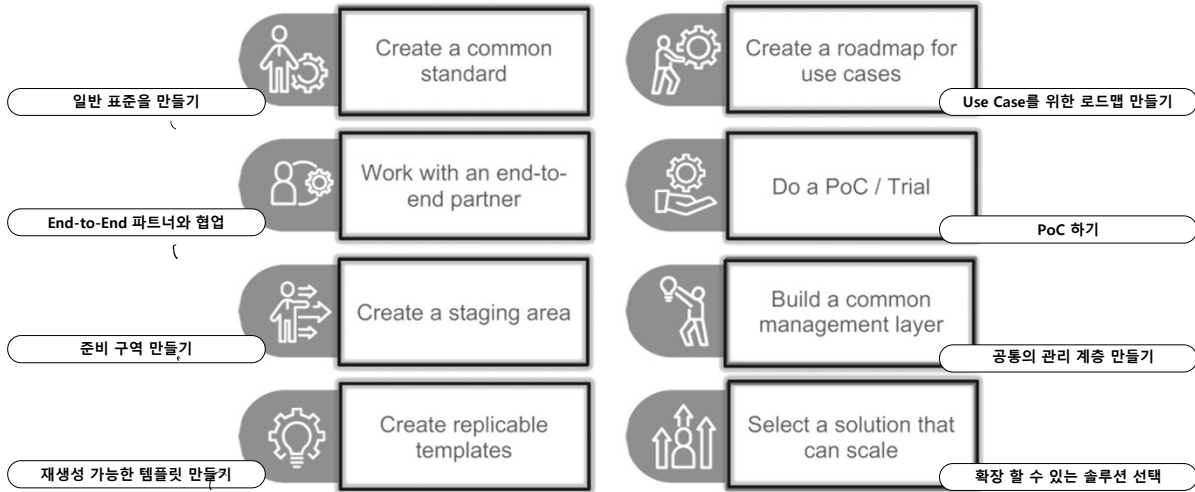 Create a common
standard
일반 표준을 만들기
Work with an end-to-
end partner
End-to-End 파트너와 협업
Create a staging area
준비 구역 만들기
Create replicable
templates
재생성 가능한 템플릿 만들기
Create a roadmap for
use cases
Use Case를 위한 로드맵 만들기
Do a PoC / Trial
PoC 하기
Build a common
management layer
공통의 관리 계층 만들기
Select a solution that
can scale
확장 할 수 있는 솔루션 선택